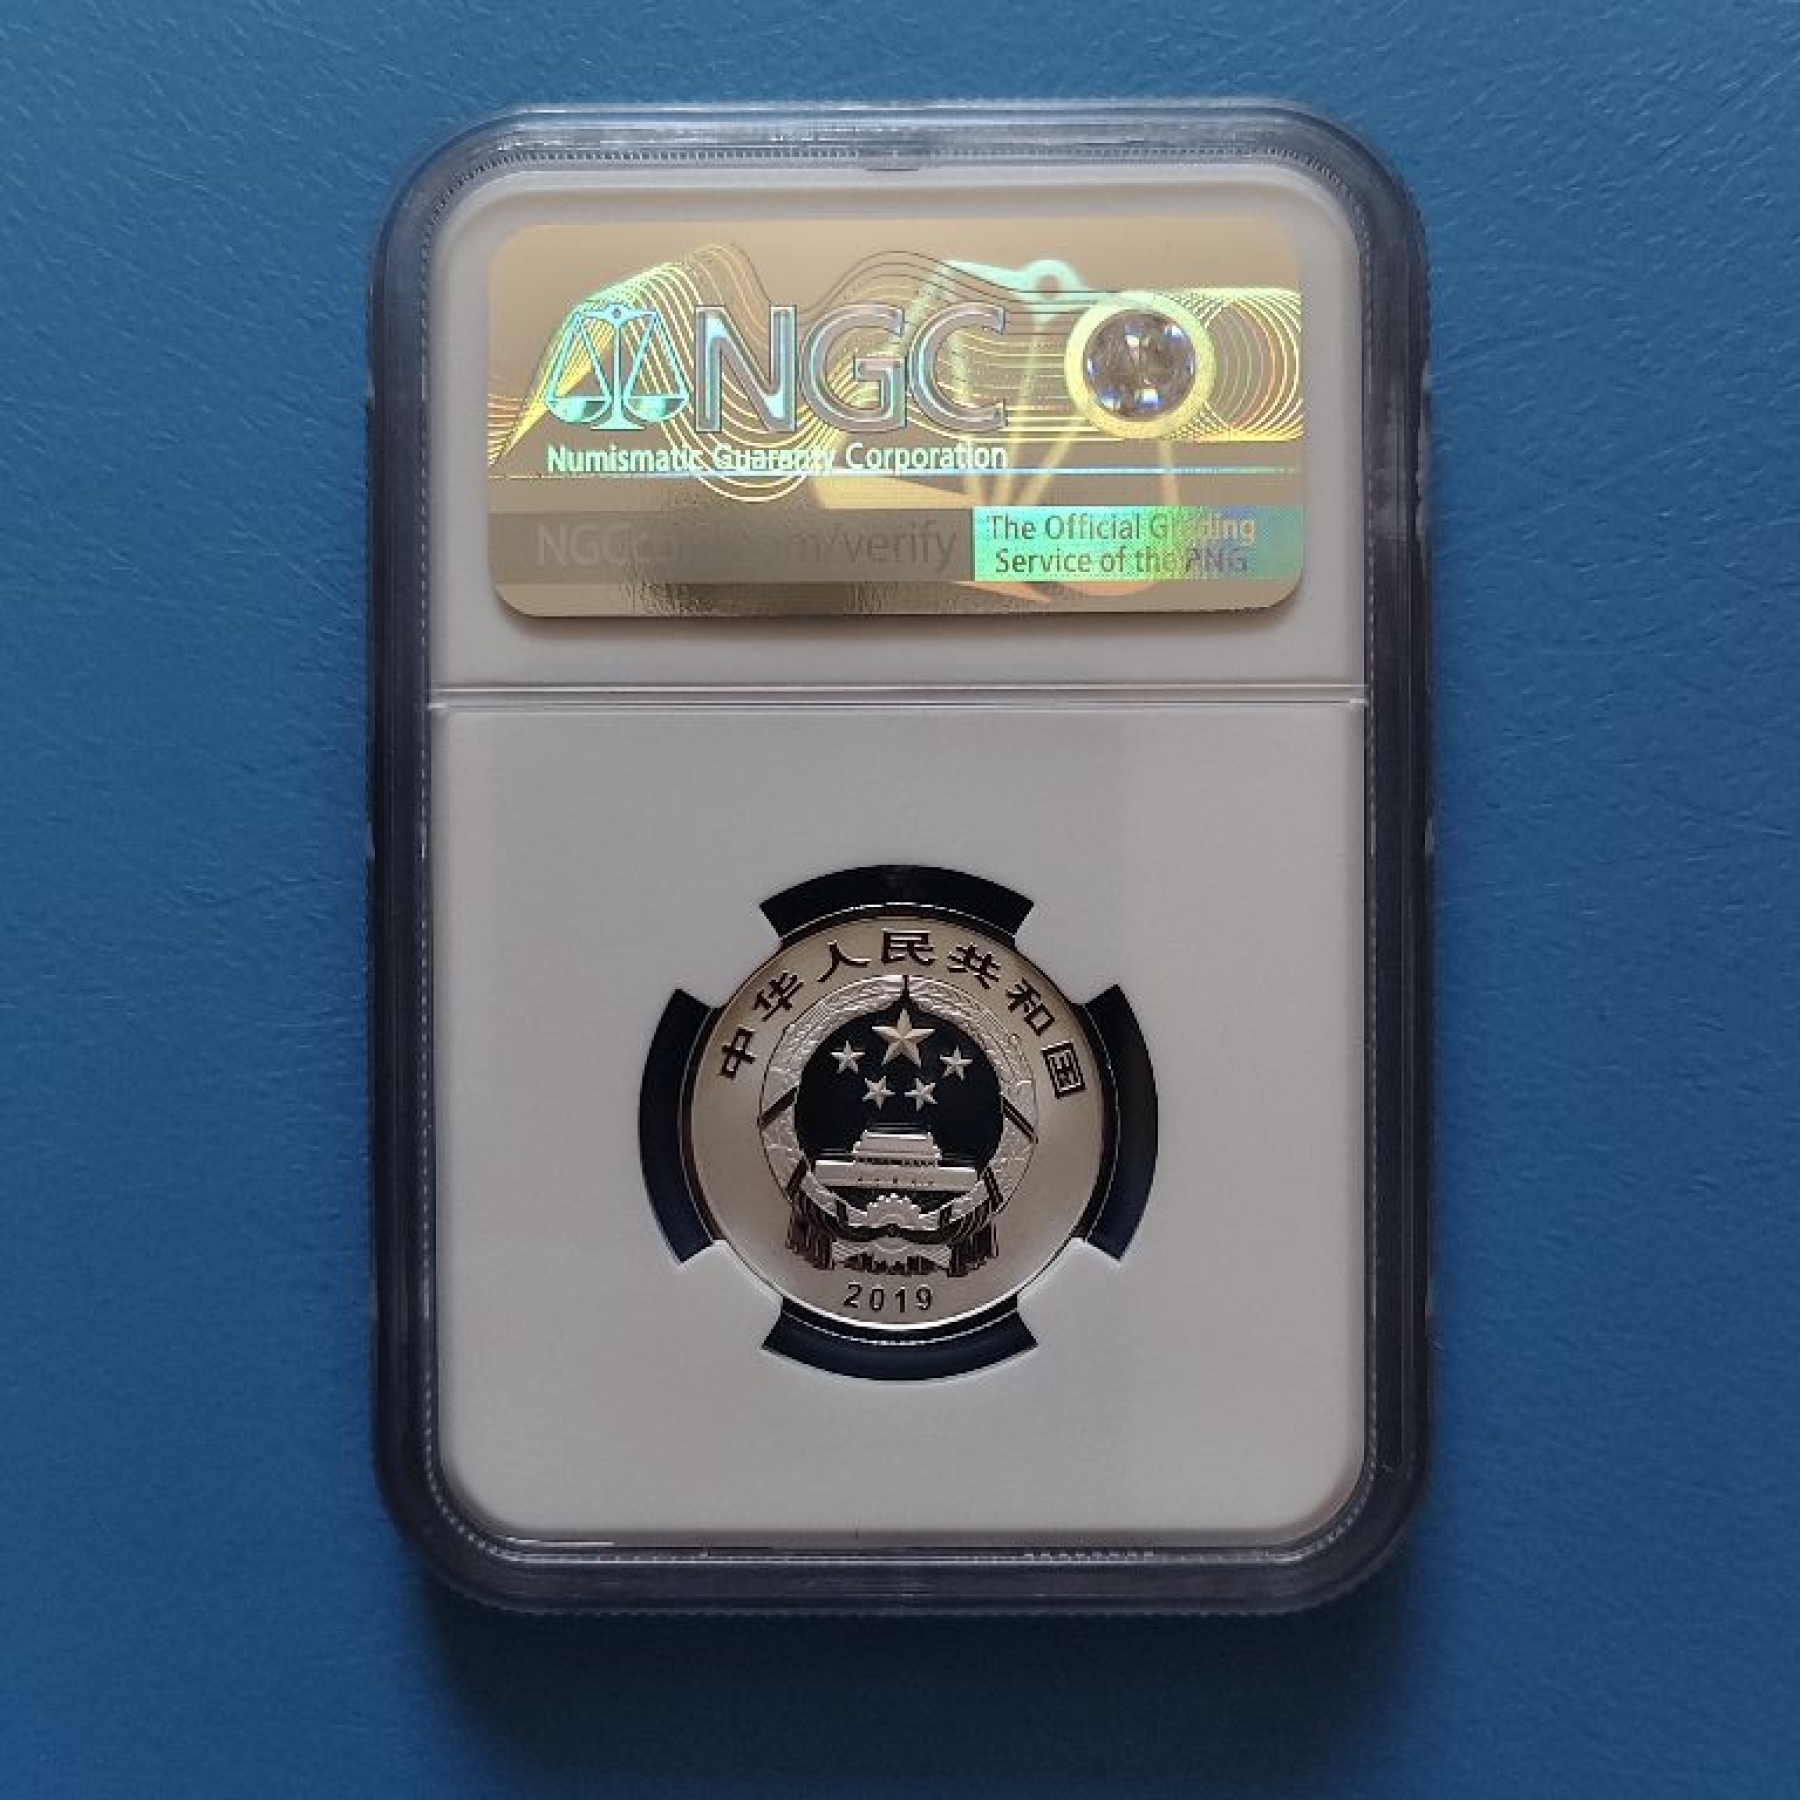 NGC
Numismatic Guaranty Corporation
The Official Grading
Service of the PNG
中华人民共和国
2019